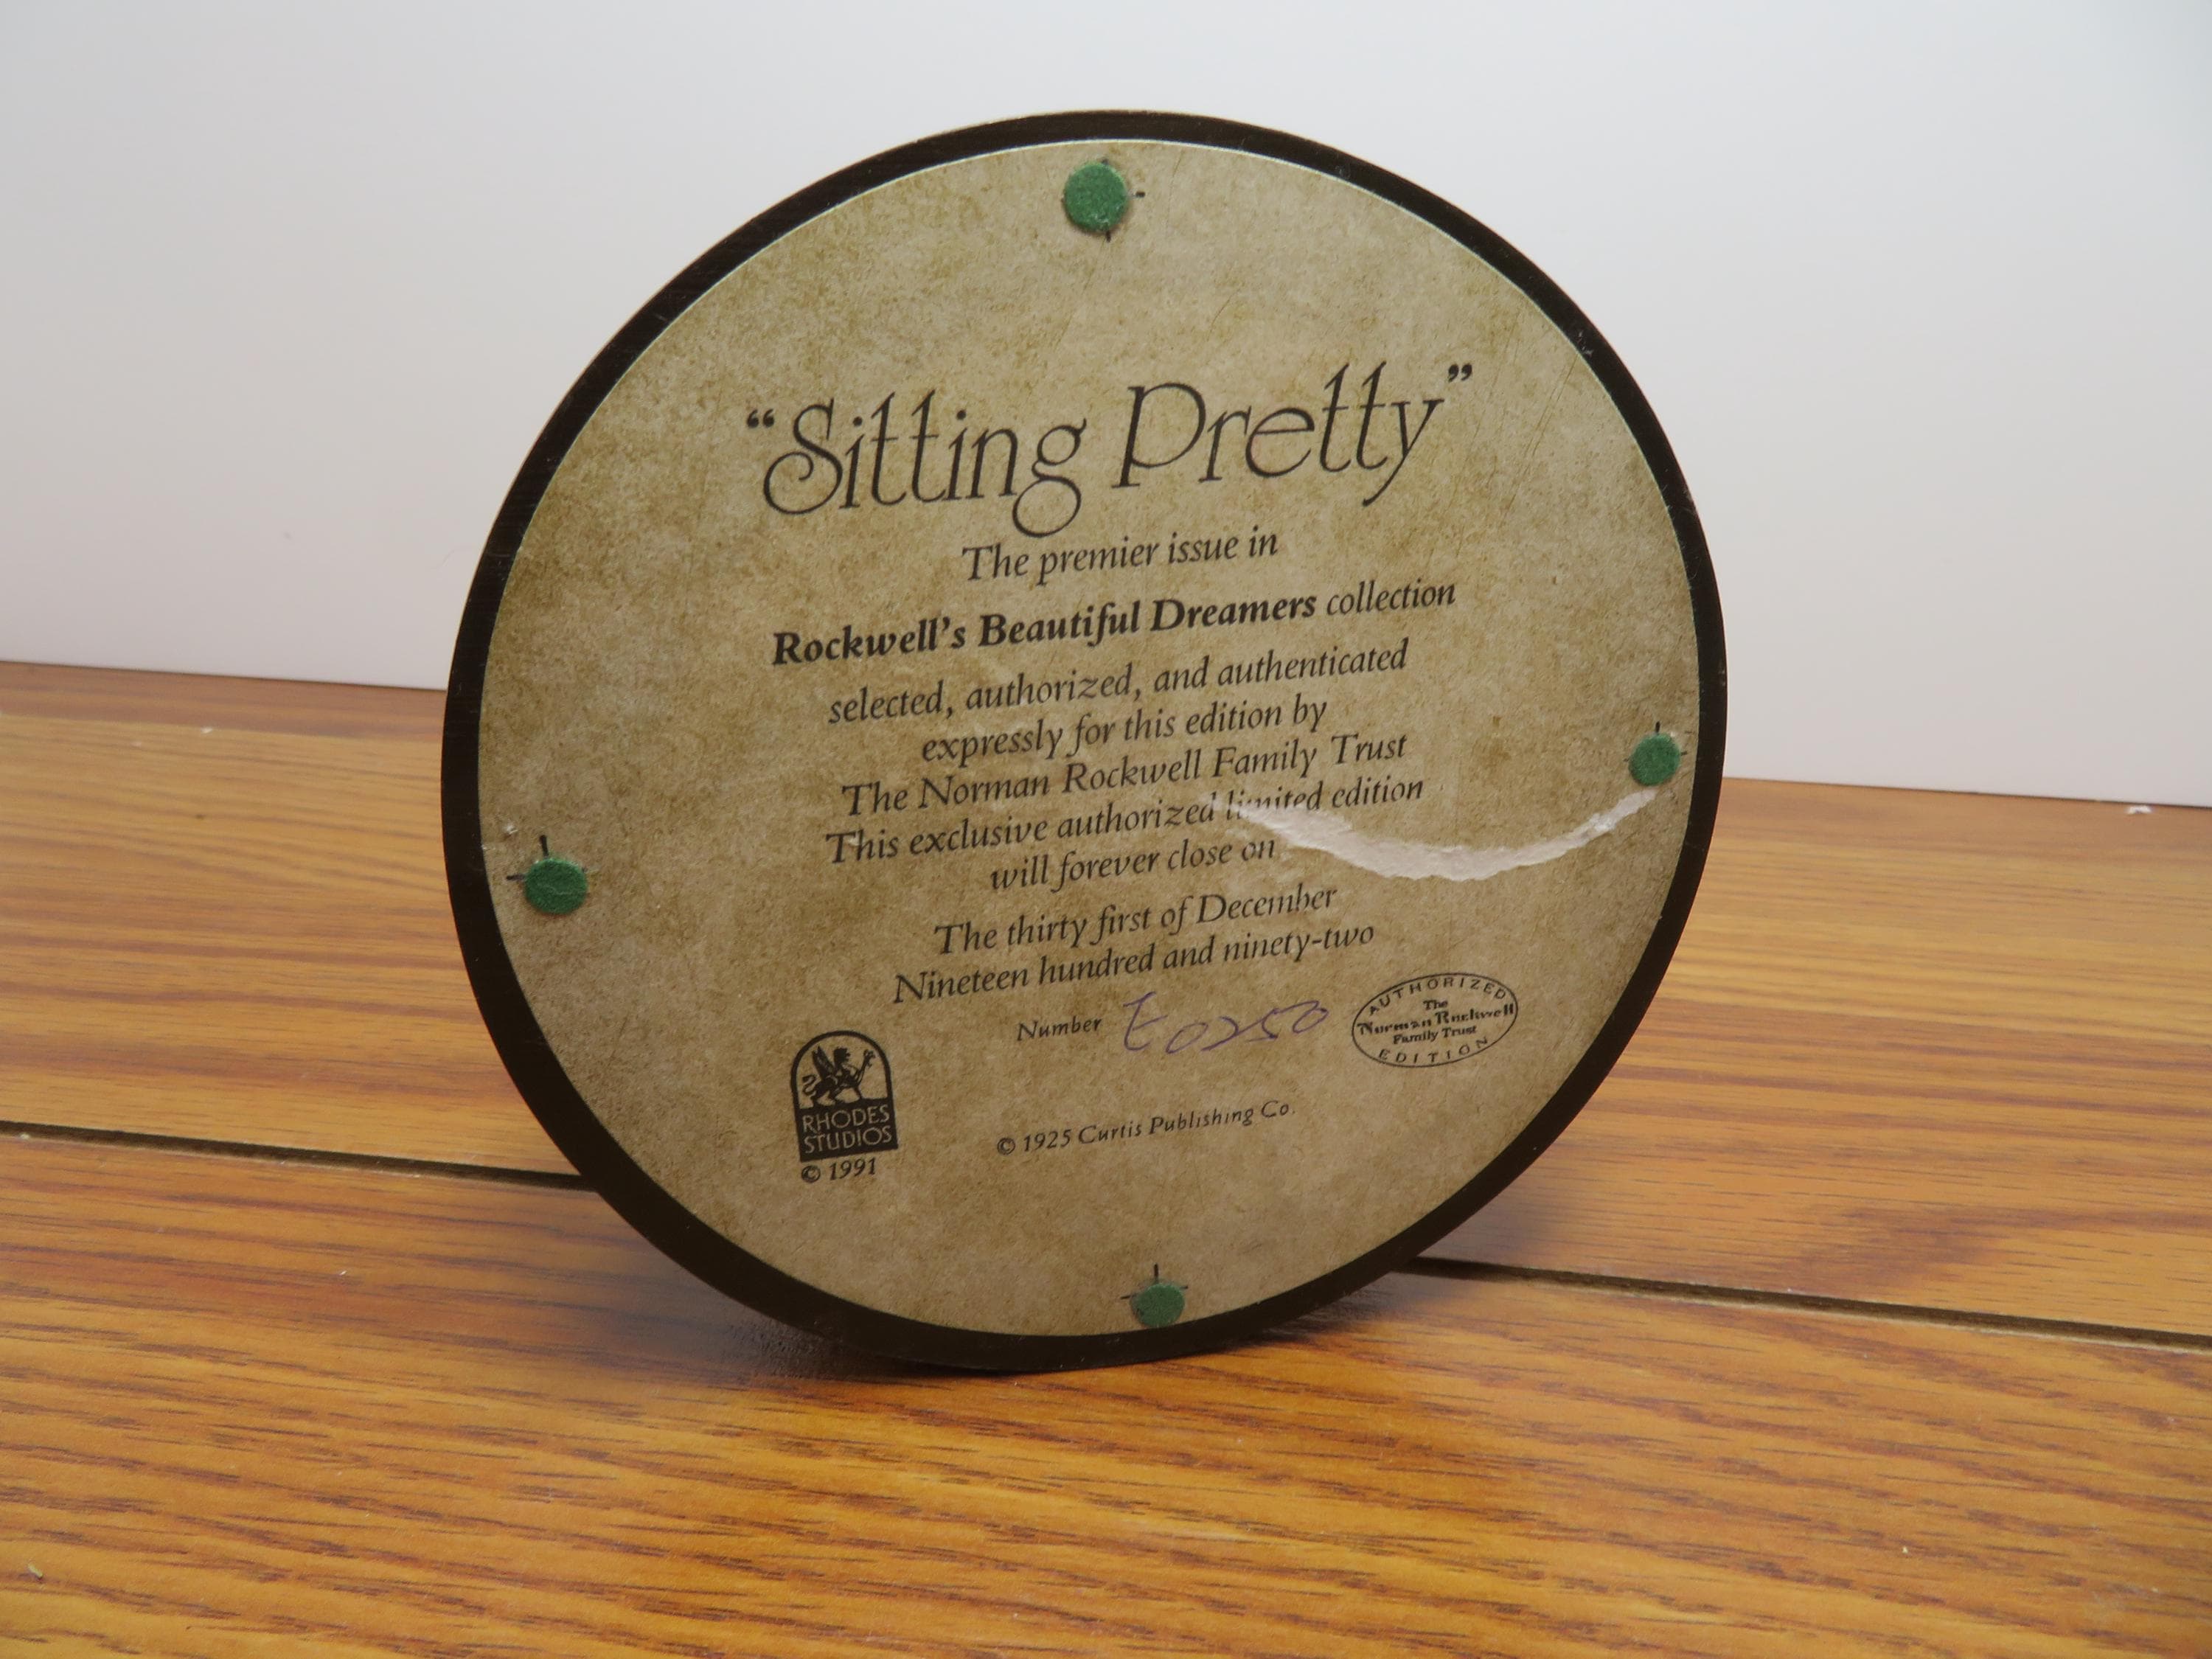 “Sitting Pretty”
The premier issue in
Rockwell's Beautiful Dreamers collection
selected, authorized, and authenticated
expressly for this edition by
The Norman Rockwell Family Trust
This exclusive authorized limited edition
will forever close on
The thirty first of December
Nineteen hundred and ninety-two
Number
AUTHORIZED
The
Norman Rockwell
Family Trust
EDITION
RHODES
STUDIOS
© 1991
© 1925 Curtis Publishing Co.